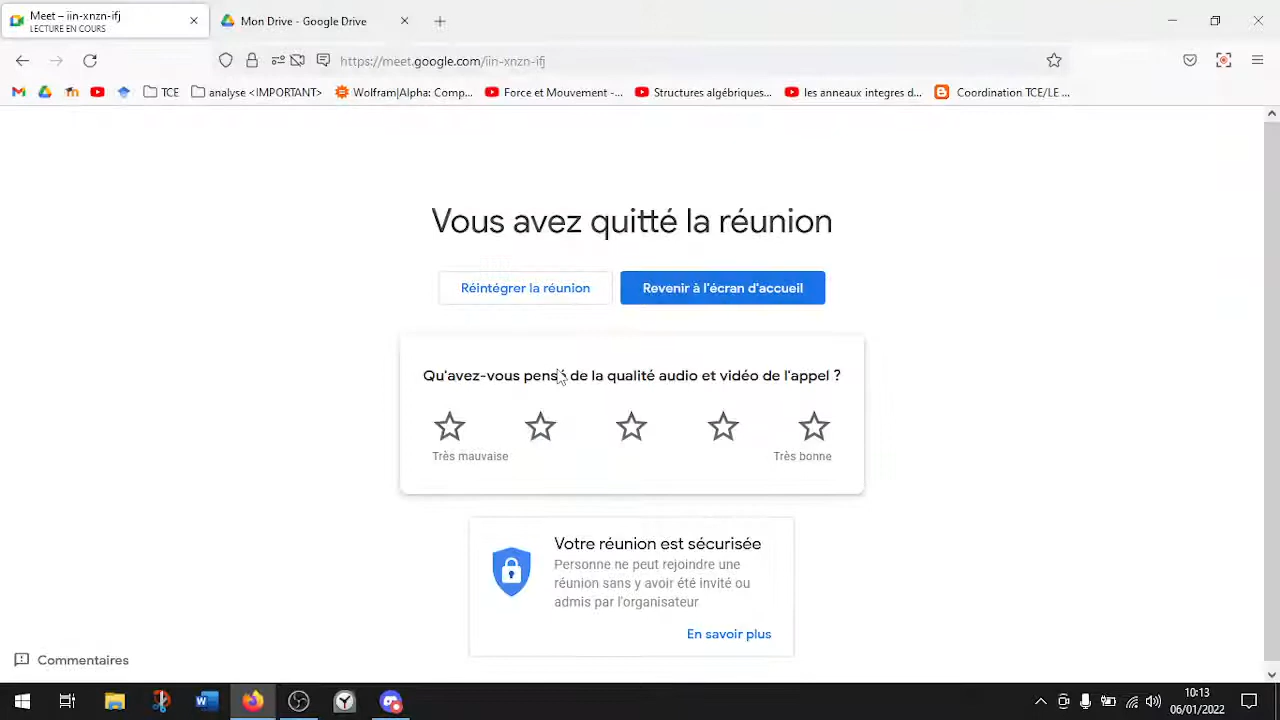 Meet – iin-xnzn-ifj
LECTURE EN COURS
Mon Drive - Google Drive
https://meet.google.com/iin-xnzn-ifj
TCE
analyse <IMPORTANT>
Wolfram|Alpha: Comp...
Force et Mouvement -...
Structures algébriques...
les anneaux integres d...
Coordination TCE/LE ...
Vous avez quitté la réunion
Réintégrer la réunion
Revenir à l'écran d'accueil
Qu'avez-vous pensé de la qualité audio et vidéo de l'appel ?
Très mauvaise
Très bonne
Votre réunion est sécurisée
Personne ne peut rejoindre une
réunion sans y avoir été invité ou
admis par l'organisateur
En savoir plus
Commentaires
10:13
06/01/2022